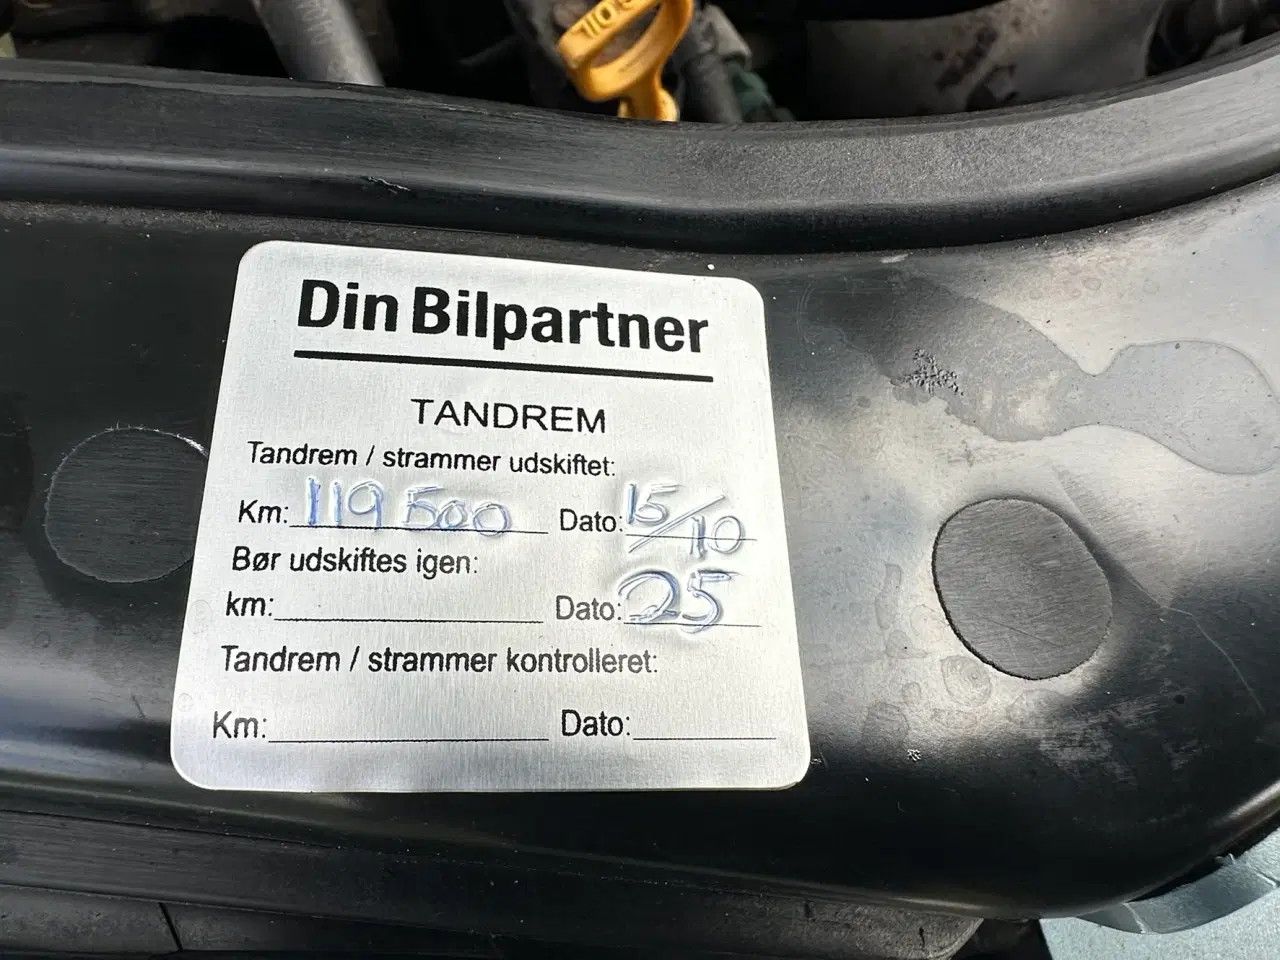 OIL
Din Bilpartner
TANDREM
Tandrem / strammer udskiftet:
Km: 119 500 Dato: 15/10
Bør udskiftes igen:
km: Dato: 25
Tandrem / strammer kontrolleret:
Km: Dato: